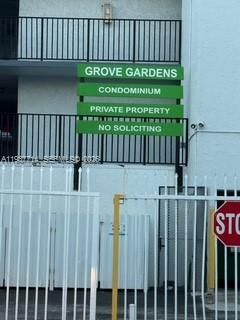 GROVE GARDENS
CONDOMINIUM
PRIVATE PROPERTY
NO SOLICITING
STO